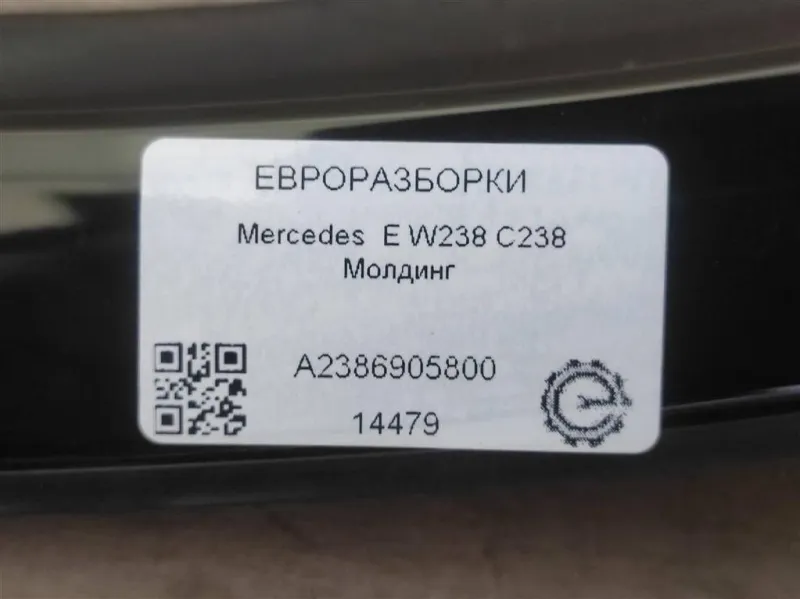 ЕВРОРАЗБОРКИ
Mercedes E W238 C238
Молдинг
A2386905800
14479